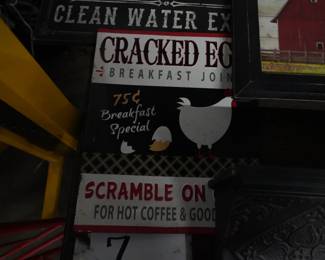 CLEAN WATER EX
CRACKED EG
BREAKFAST JOIN
75¢
Breakfast
Special
SCRAMBLE ON
FOR HOT COFFEE & GOOD
7